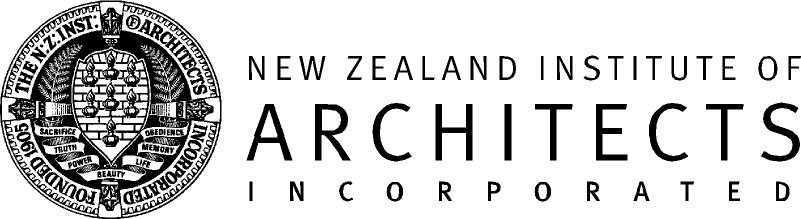 THE N.Z. INST: OF ARCHITECTS
INCORPORATED
FOUNDED 1905
SACRIFICE
TRUTH
POWER
BEAUTY
LIFE
MEMORY
OBEDIENCE
NEW ZEALAND INSTITUTE OF
ARCHITECTS
INCORPORATED